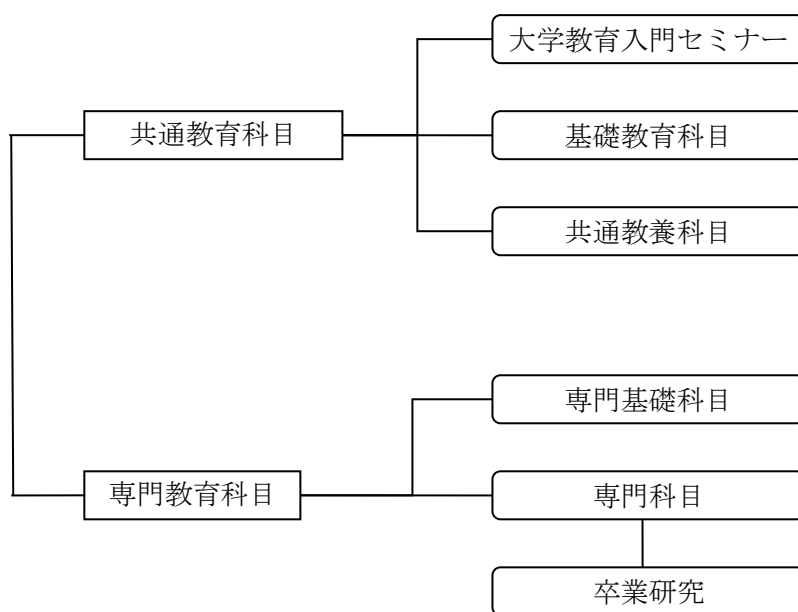 大学教育入門セミナー
共通教育科目
基礎教育科目
共通教養科目
専門基礎科目
専門教育科目
専門科目
卒業研究